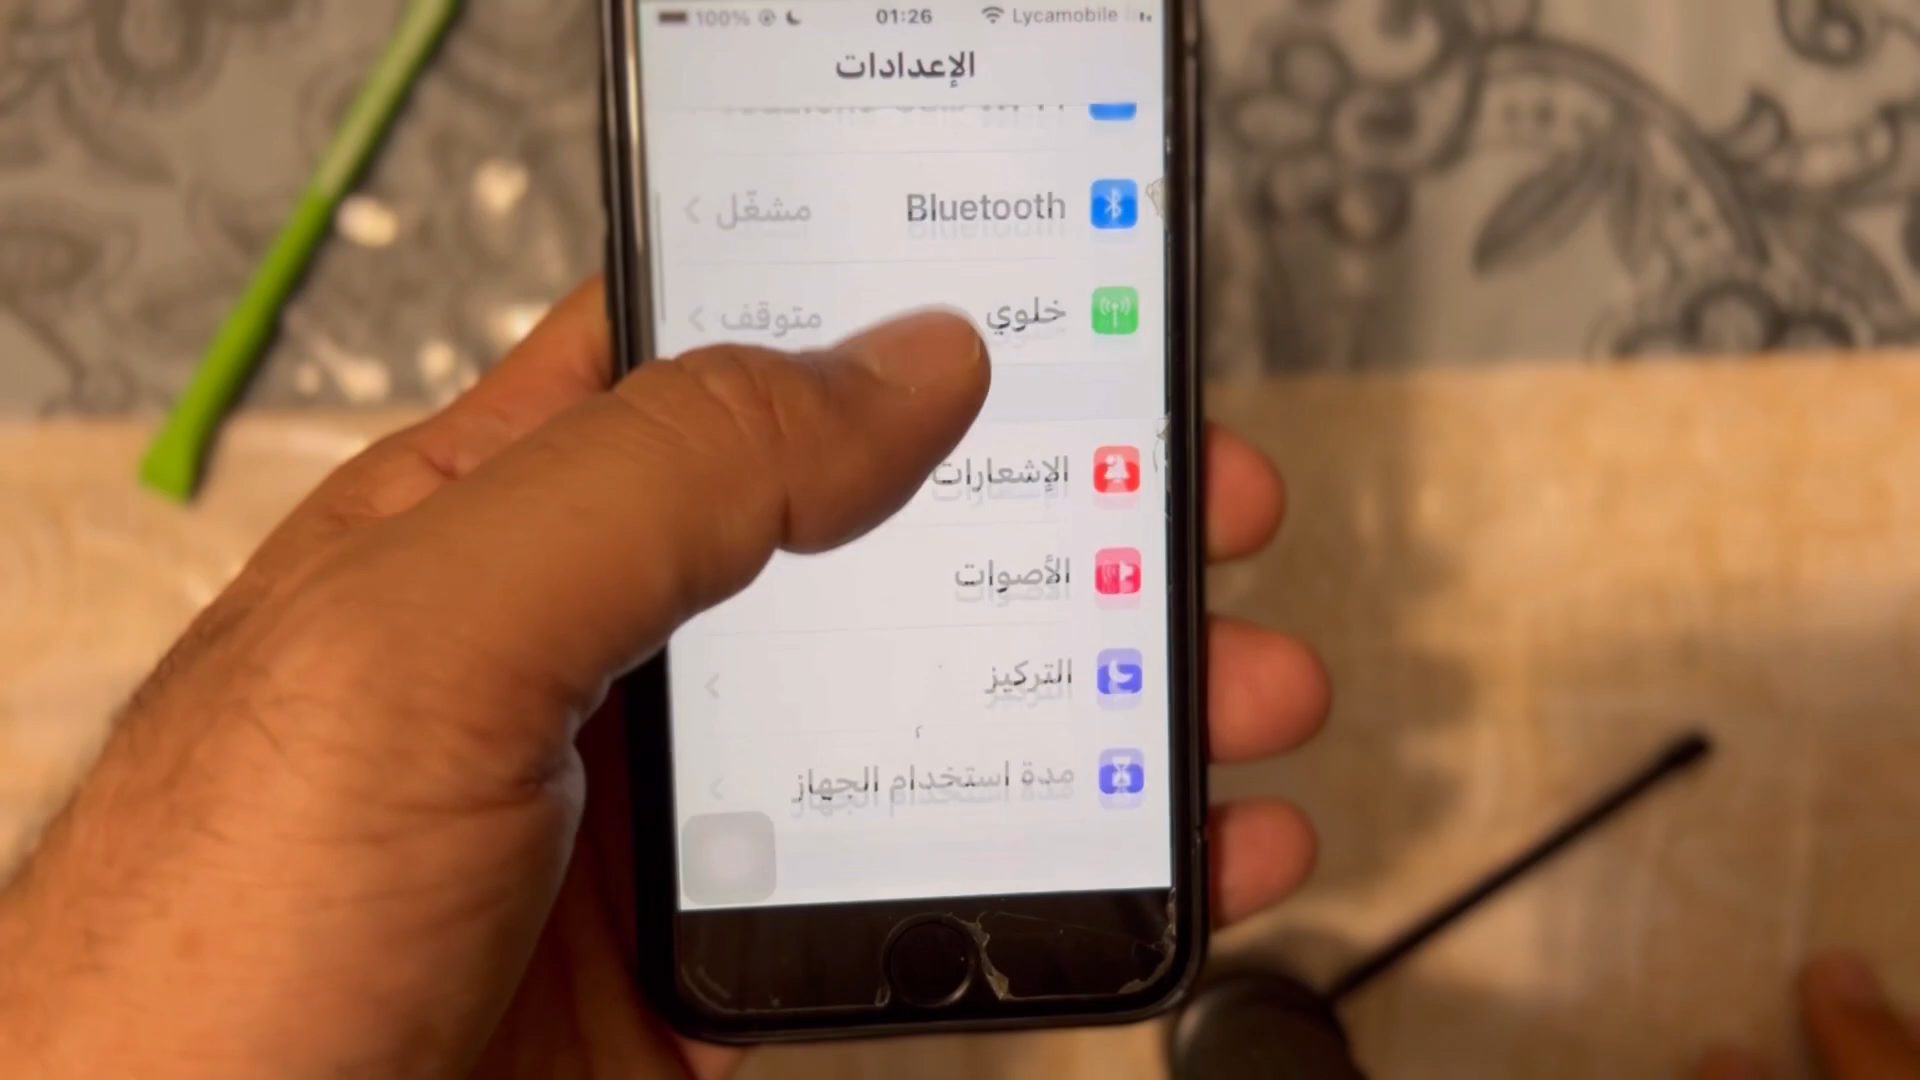 100% 01:26 Lycamobile
الإعدادات
Bluetooth مشغّل
خلوي متوقف
الإشعارات
الأصوات
التركيز
مدة استخدام الجهاز